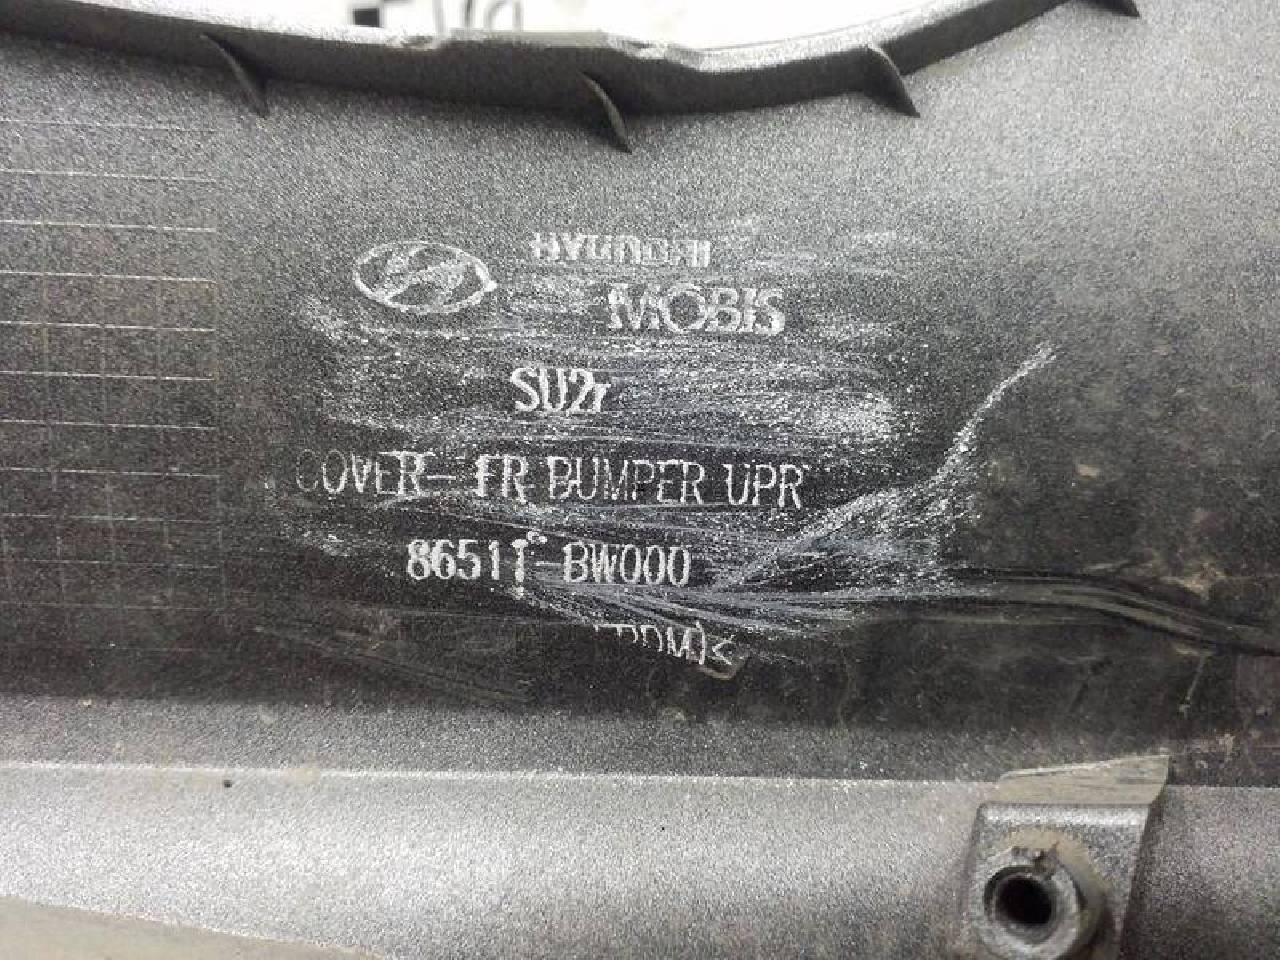 HYUNDAI
MOBIS
SU2r
COVER-FR BUMPER UPR
86511-BW000